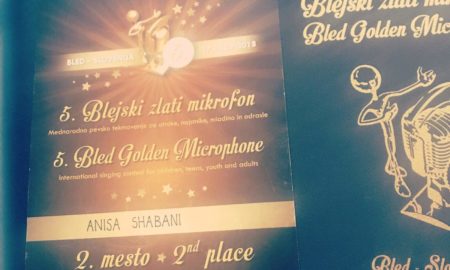 BLED - SLOVENIJA
5. Blejski zlati mikrofon
Mednarodno pevsko tekmovanje za otroke, najstnike, mladino in odrasle
5. Bled Golden Microphone
International singing contest for children, teens, youth and adults
ANISA SHABANI
2. mesto ★ 2nd place
Blejski zlati mi
Bled Golden Micr
Bled - Slo